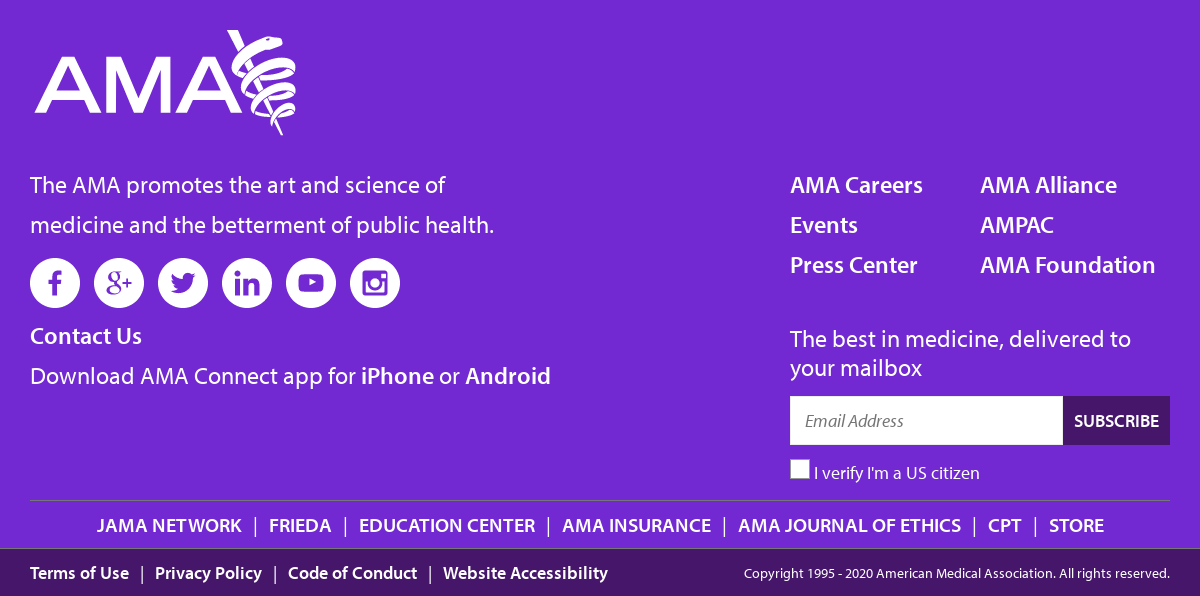 AMA
The AMA promotes the art and science of
medicine and the betterment of public health.
Contact Us
Download AMA Connect app for iPhone or Android
AMA Careers
Events
Press Center
AMA Alliance
AMPAC
AMA Foundation
The best in medicine, delivered to
your mailbox
Email Address
SUBSCRIBE
I verify I'm a US citizen
JAMA NETWORK | FRIEDA | EDUCATION CENTER | AMA INSURANCE | AMA JOURNAL OF ETHICS | CPT | STORE
Terms of Use | Privacy Policy | Code of Conduct | Website Accessibility
Copyright 1995 - 2020 American Medical Association. All rights reserved.